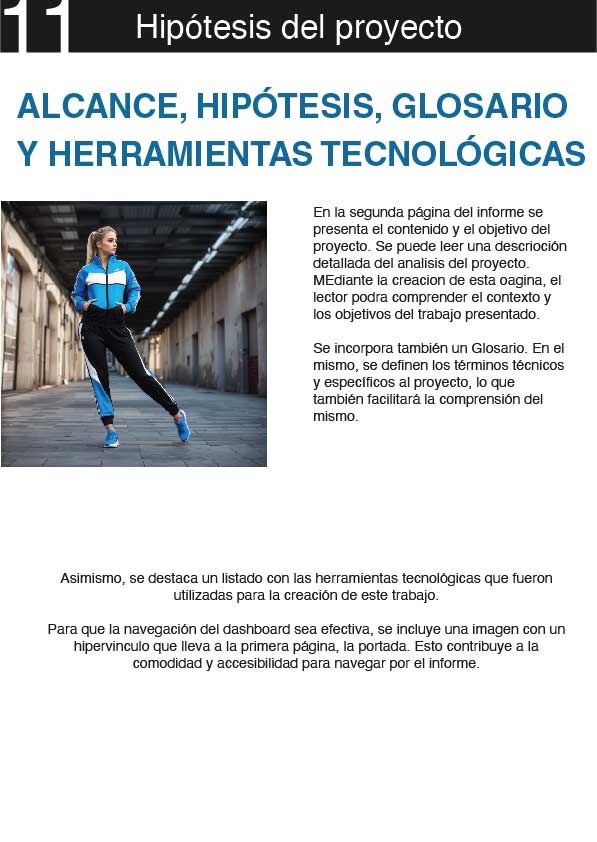 11
Hipótesis del proyecto
ALCANCE, HIPÓTESIS, GLOSARIO
Y HERRAMIENTAS TECNOLÓGICAS
En la segunda página del informe se
presenta el contenido y el objetivo del
proyecto. Se puede leer una descrioción
detallada del analisis del proyecto.
MEdiante la creacion de esta oagina, el
lector podra comprender el contexto y
los objetivos del trabajo presentado.
Se incorpora también un Glosario. En el
mismo, se definen los términos técnicos
y específicos al proyecto, lo que
también facilitará la comprensión del
mismo.
Asimismo, se destaca un listado con las herramientas tecnológicas que fueron
utilizadas para la creación de este trabajo.
Para que la navegación del dashboard sea efectiva, se incluye una imagen con un
hipervinculo que lleva a la primera página, la portada. Esto contribuye a la
comodidad y accesibilidad para navegar por el informe.